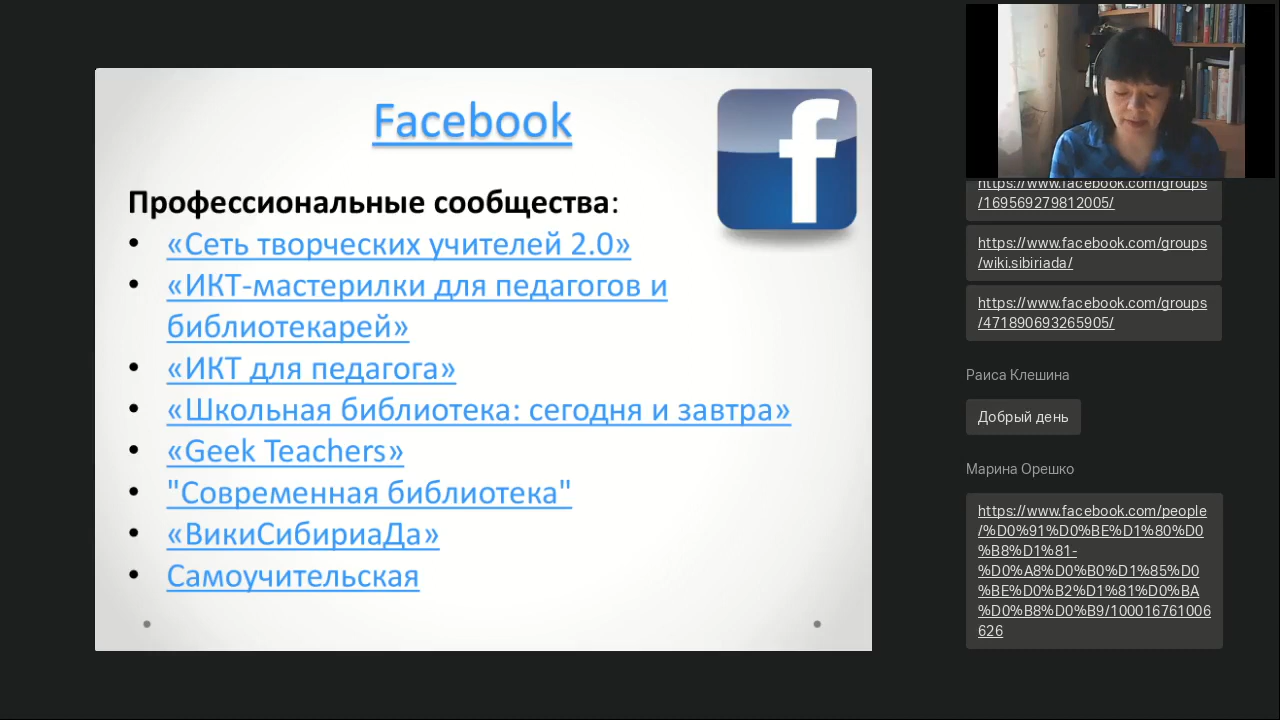 Facebook
f
Профессиональные сообщества:
• «Сеть творческих учителей 2.0»
• «ИКТ-мастерилки для педагогов и
библиотекарей»
• «ИКТ для педагога»
• «Школьная библиотека: сегодня и завтра»
• «Geek Teachers»
• "Современная библиотека"
• «ВикиСибириаДа»
• Самоучительская
https://www.facebook.com/groups
/169569279812005/
https://www.facebook.com/groups
/wiki.sibiriada/
https://www.facebook.com/groups
/471890693265905/
Раиса Клешина
Добрый день
Марина Орешко
https://www.facebook.com/people
/%D0%91%D0%BE%D1%80%D0
%B8%D1%81-
%D0%A8%D0%B0%D1%85%D0
%BE%D0%B2%D1%81%D0%BA
%D0%B8%D0%B9/100016761006
626